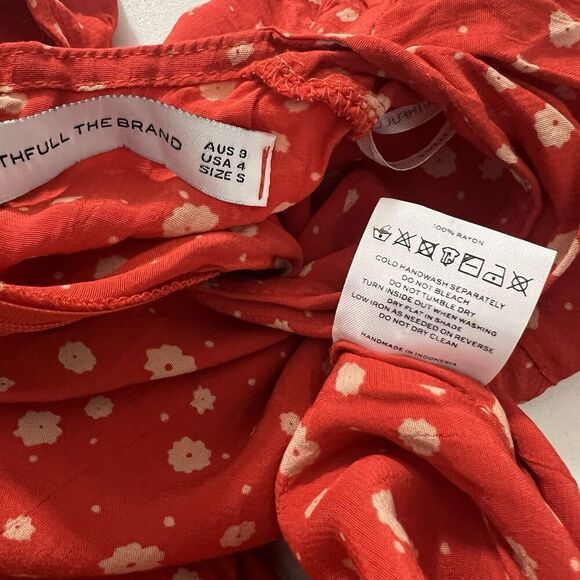 THFULL THE BRAND
AUS 8
USA 4
SIZE S
100% RAYON
COLD HANDWASH SEPARATELY
DO NOT BLEACH
DO NOT TUMBLE DRY
TURN INSIDE OUT WHEN WASHING
DRY FLAT IN SHADE
LOW IRON AS NEEDED ON REVERSE
DO NOT DRY CLEAN
HANDMADE IN INDONESIA